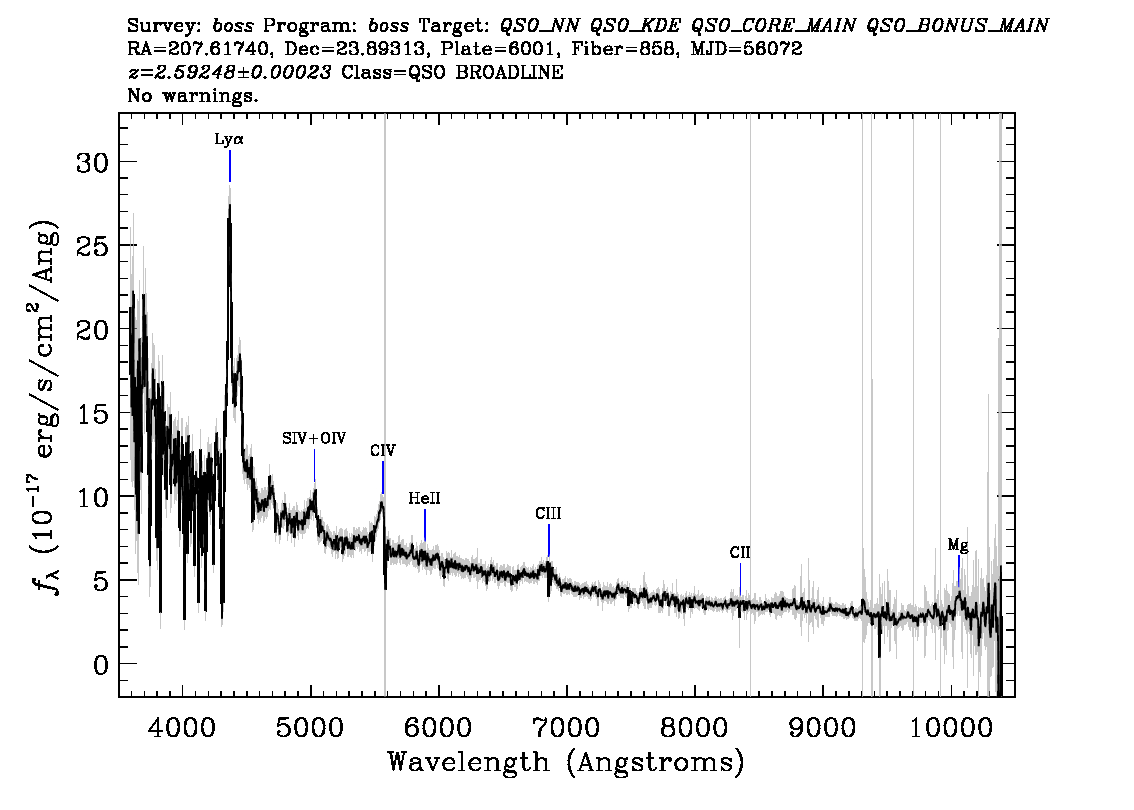 Survey: boss Program: boss Target: QSO_NN QSO_KDE QSO_CORE_MAIN QSO_BONUS_MAIN
RA=207.61740, Dec=23.89313, Plate=6001, Fiber=858, MJD=56072
z=2.59248±0.00023 Class=QSO BROADLINE
No warnings.
Lyα
SIV+OIV
CIV
HeII
CIII
CII
Mg
30
25
20
15
10
5
0
fλ (10⁻¹⁷ erg/s/cm²/Ang)
4000 5000 6000 7000 8000 9000 10000
Wavelength (Angstroms)